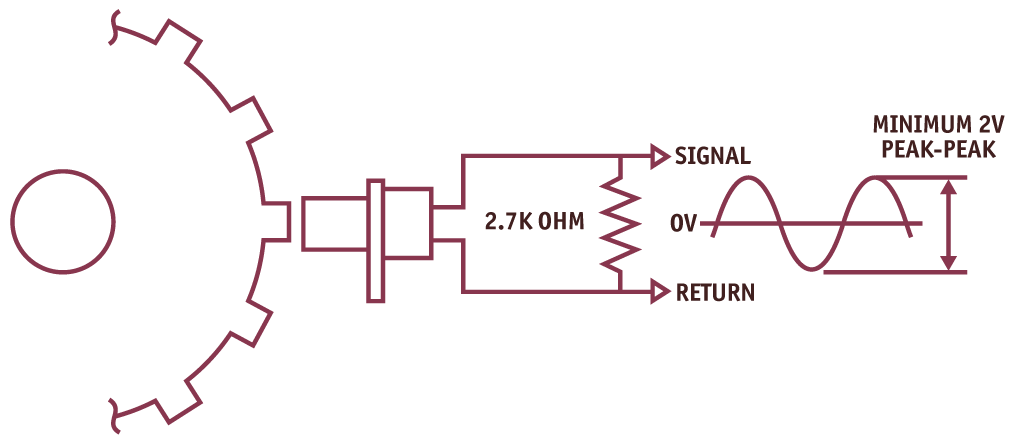 MINIMUM 2V
PEAK-PEAK
SIGNAL
2.7K OHM
0V
RETURN